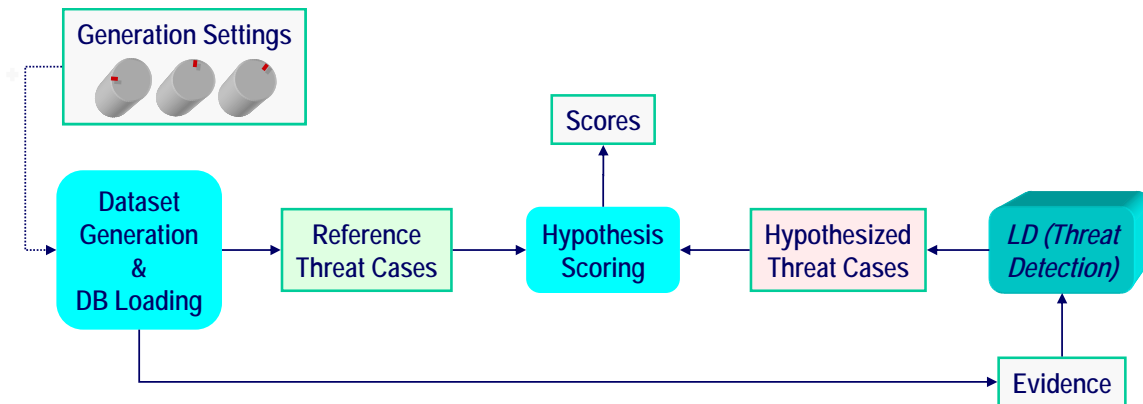 Generation Settings
Scores
Dataset
Generation
&
DB Loading
Reference
Threat Cases
Hypothesis
Scoring
Hypothesized
Threat Cases
LD (Threat
Detection)
Evidence